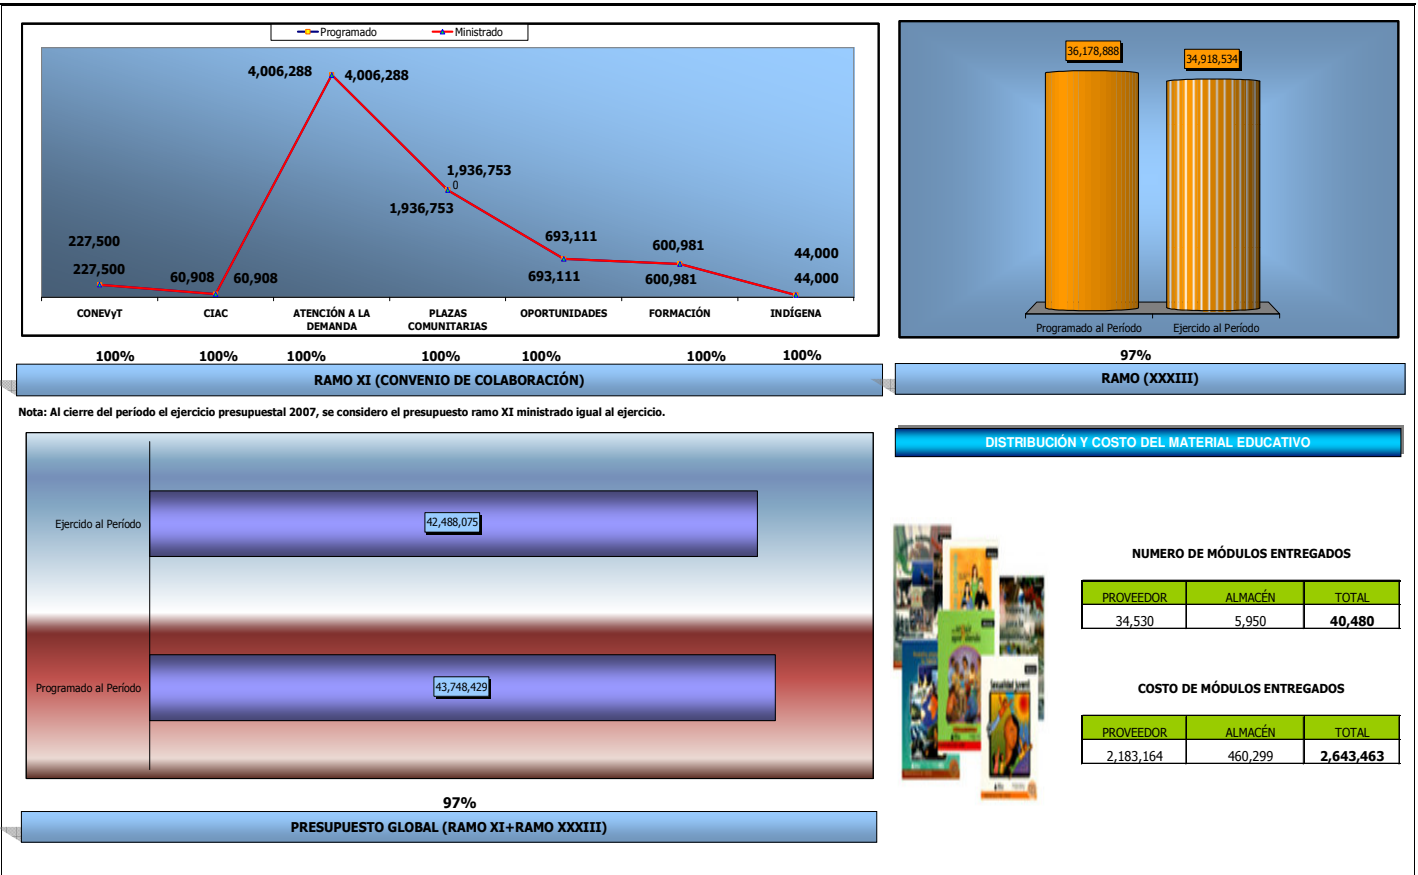 Programado
Ministrado
4,006,288
4,006,288
1,936,753
0
1,936,753
227,500
227,500
60,908
60,908
693,111
693,111
600,981
600,981
44,000
44,000
CONEVyT
CIAC
ATENCIÓN A LA
DEMANDA
PLAZAS
COMUNITARIAS
OPORTUNIDADES
FORMACIÓN
INDÍGENA
100%
100%
100%
100%
100%
100%
100%
RAMO XI (CONVENIO DE COLABORACIÓN)
36,178,888
34,918,534
Programado al Período
Ejercido al Período
97%
RAMO (XXXIII)
Nota: Al cierre del período el ejercicio presupuestal 2007, se considero el presupuesto ramo XI ministrado igual al ejercicio.
Ejercido al Período
42,488,075
Programado al Período
43,748,429
97%
PRESUPUESTO GLOBAL (RAMO XI+RAMO XXXIII)
DISTRIBUCIÓN Y COSTO DEL MATERIAL EDUCATIVO
Sexualidad juvenil
NUMERO DE MÓDULOS ENTREGADOS
PROVEEDOR ALMACÉN TOTAL
34,530 5,950 40,480
COSTO DE MÓDULOS ENTREGADOS
PROVEEDOR ALMACÉN TOTAL
2,183,164 460,299 2,643,463